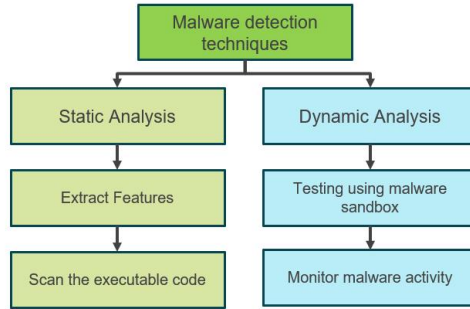 Malware detection
techniques
Static Analysis
Dynamic Analysis
Extract Features
Testing using malware
sandbox
Scan the executable code
Monitor malware activity